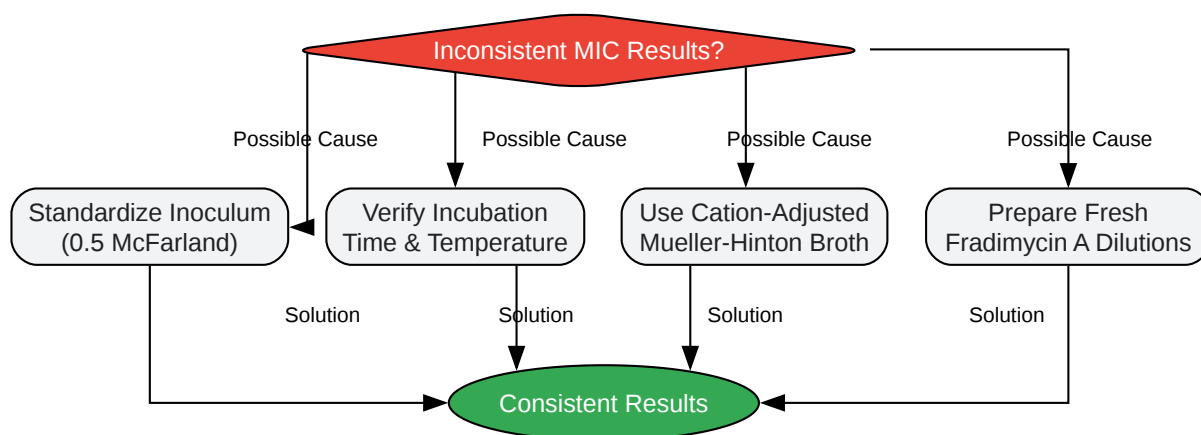 Inconsistent MIC Results?
Possible Cause
Possible Cause
Possible Cause
Possible Cause
Standardize Inoculum
(0.5 McFarland)
Verify Incubation
Time & Temperature
Use Cation-Adjusted
Mueller-Hinton Broth
Prepare Fresh
Fradimycin A Dilutions
Solution
Solution
Solution
Solution
Consistent Results